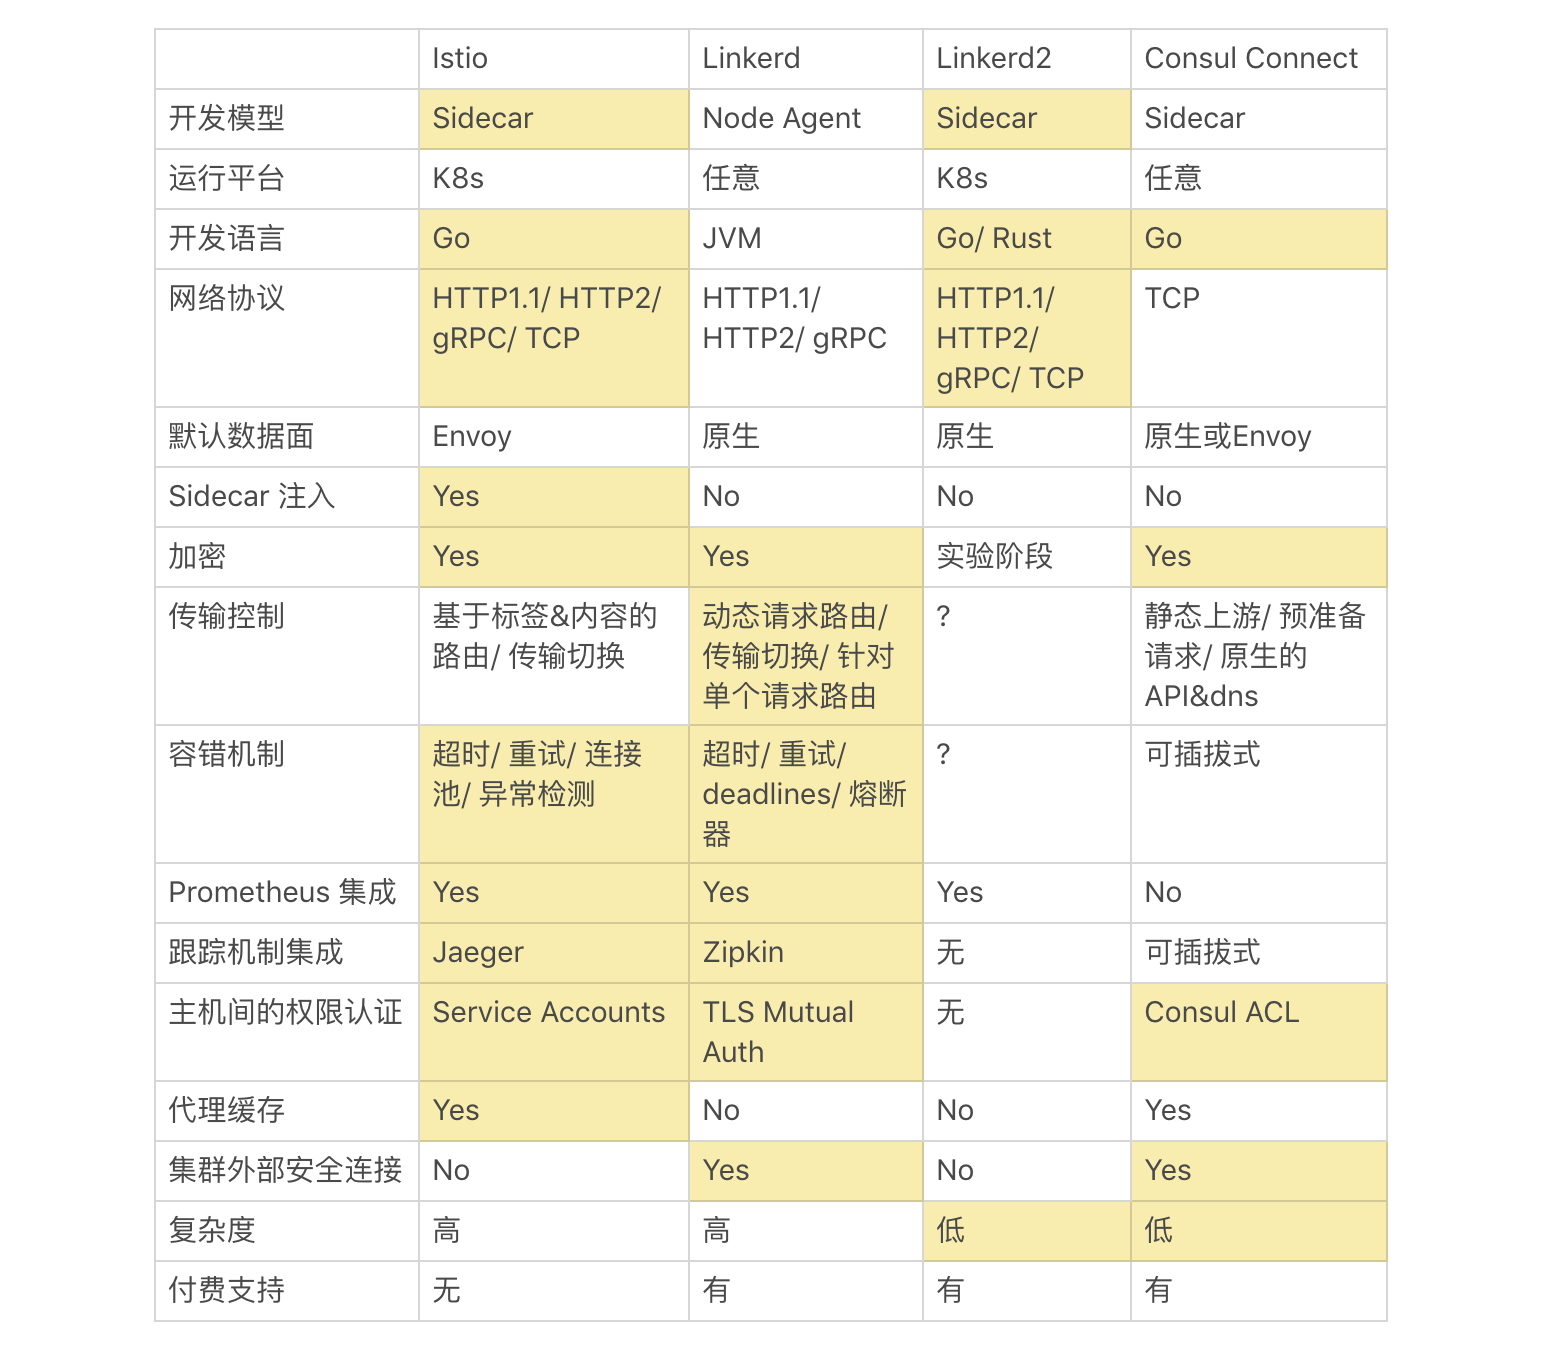 Istio Linkerd Linkerd2 Consul Connect
开发模型 Sidecar Node Agent Sidecar Sidecar
运行平台 K8s 任意 K8s 任意
开发语言 Go JVM Go/ Rust Go
网络协议 HTTP1.1/ HTTP2/ HTTP1.1/ HTTP1.1/ TCP
gRPC/ TCP HTTP2/ gRPC HTTP2/
gRPC/ TCP
默认数据面 Envoy 原生 原生 原生或Envoy
Sidecar 注入 Yes No No No
加密 Yes Yes 实验阶段 Yes
传输控制 基于标签&内容的 动态请求路由/ ? 静态上游/ 预准备
路由/ 传输切换 传输切换/ 针对 请求/ 原生的
单个请求路由 API&dns
容错机制 超时/ 重试/ 连接 超时/ 重试/ ? 可插拔式
池/ 异常检测 deadlines/ 熔断
器
Prometheus 集成 Yes Yes Yes No
跟踪机制集成 Jaeger Zipkin 无 可插拔式
主机间的权限认证 Service Accounts TLS Mutual 无 Consul ACL
Auth
代理缓存 Yes No No Yes
集群外部安全连接 No Yes No Yes
复杂度 高 高 低 低
付费支持 无 有 有 有